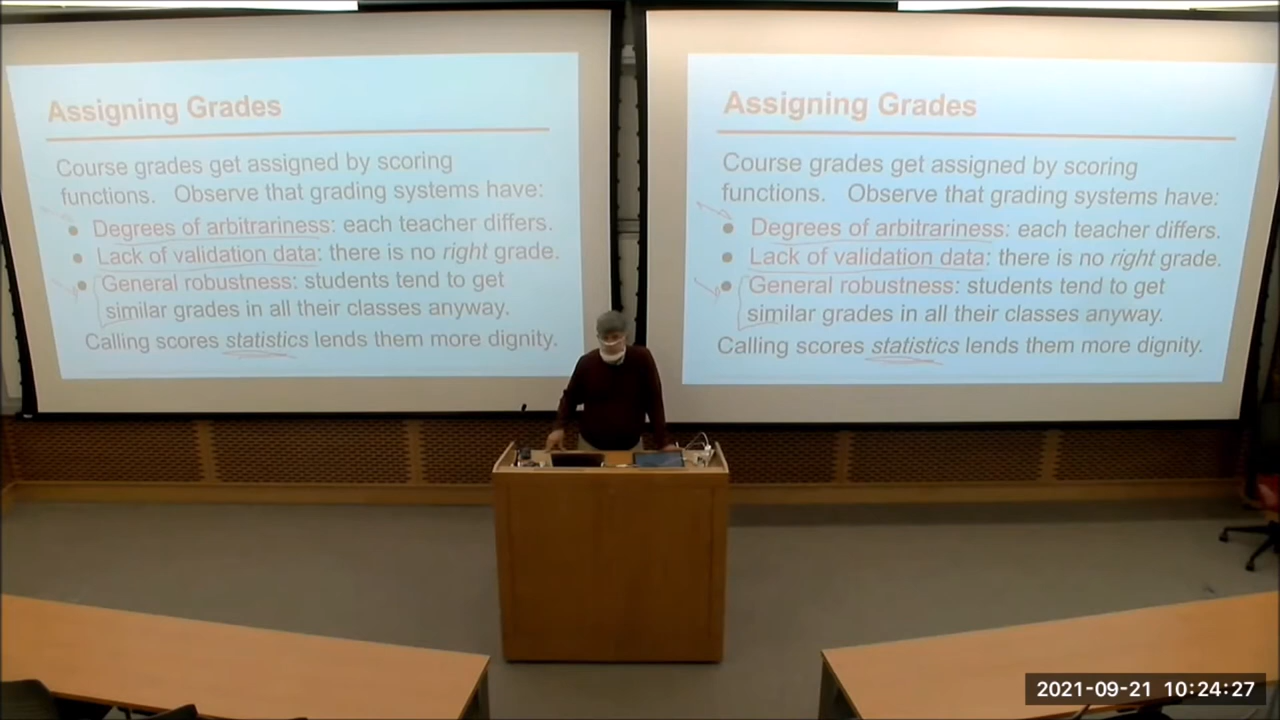 Assigning Grades
Course grades get assigned by scoring
functions. Observe that grading systems have:
• Degrees of arbitrariness: each teacher differs.
• Lack of validation data: there is no right grade.
• General robustness: students tend to get
similar grades in all their classes anyway.
Calling scores statistics lends them more dignity.
Assigning Grades
Course grades get assigned by scoring
functions. Observe that grading systems have:
• Degrees of arbitrariness: each teacher differs.
• Lack of validation data: there is no right grade.
• General robustness: students tend to get
similar grades in all their classes anyway.
Calling scores statistics lends them more dignity.
2021-09-21 10:24:27